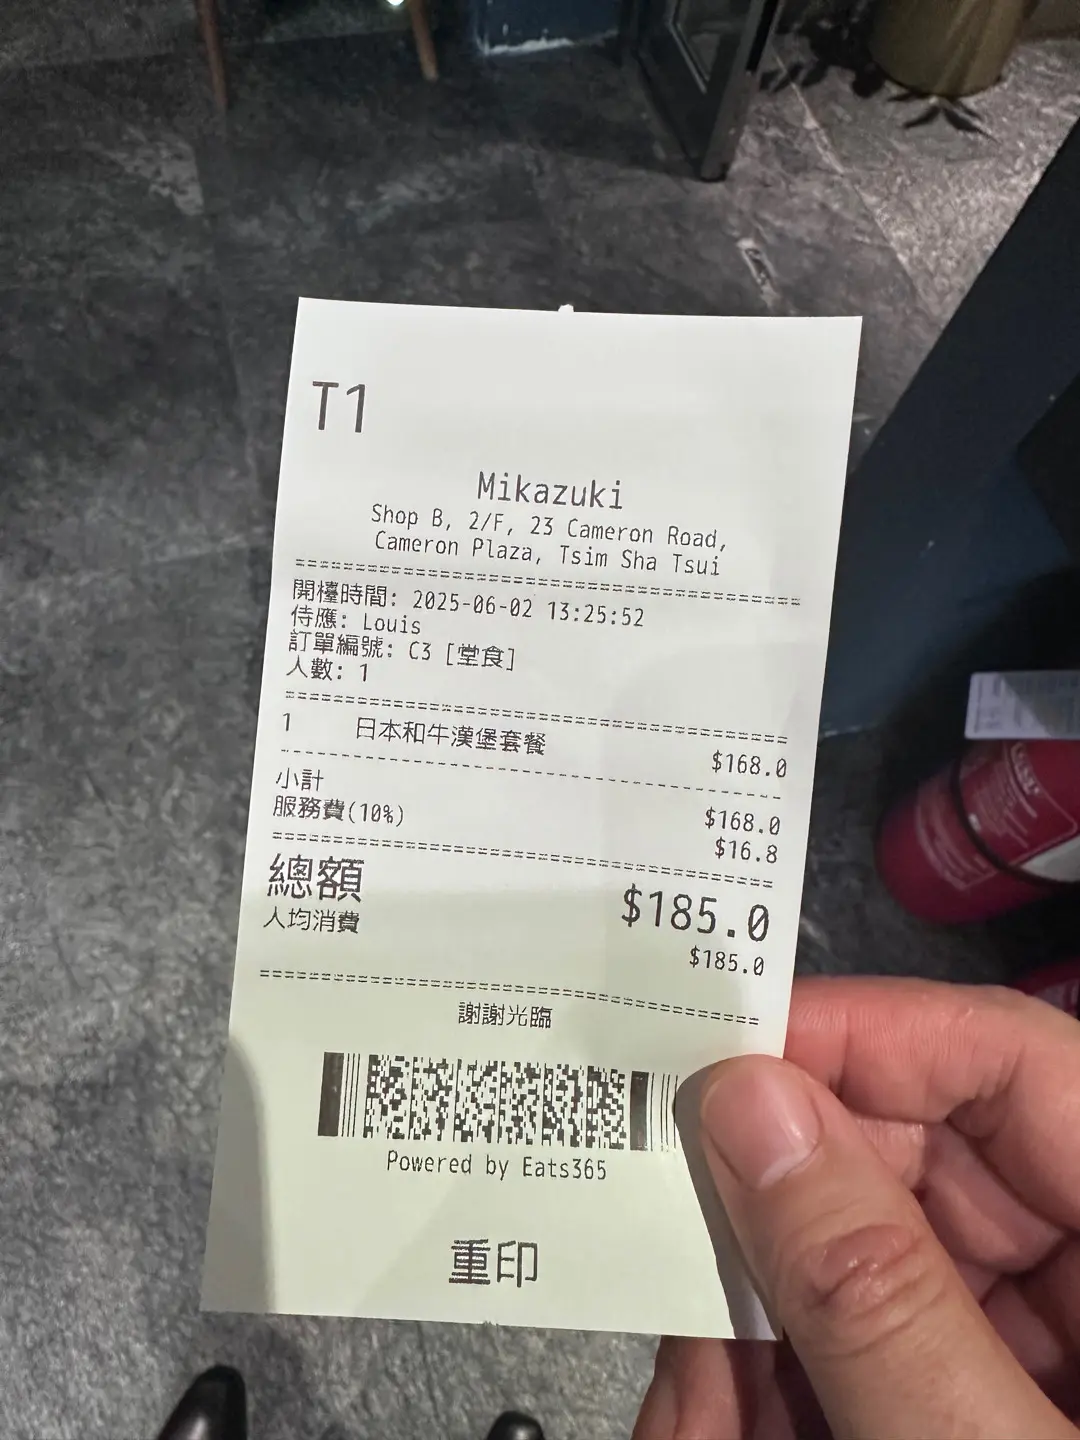 T1
Mikazuki
Shop B, 2/F, 23 Cameron Road,
Cameron Plaza, Tsim Sha Tsui
開檯時間: 2025-06-02 13:25:52
侍應: Louis
訂單編號: C3 [堂食]
人數: 1
1 日本和牛漢堡套餐 $168.0
小計 $168.0
服務費(10%) $16.8
總額 $185.0
人均消費 $185.0
謝謝光臨
Powered by Eats365
重印